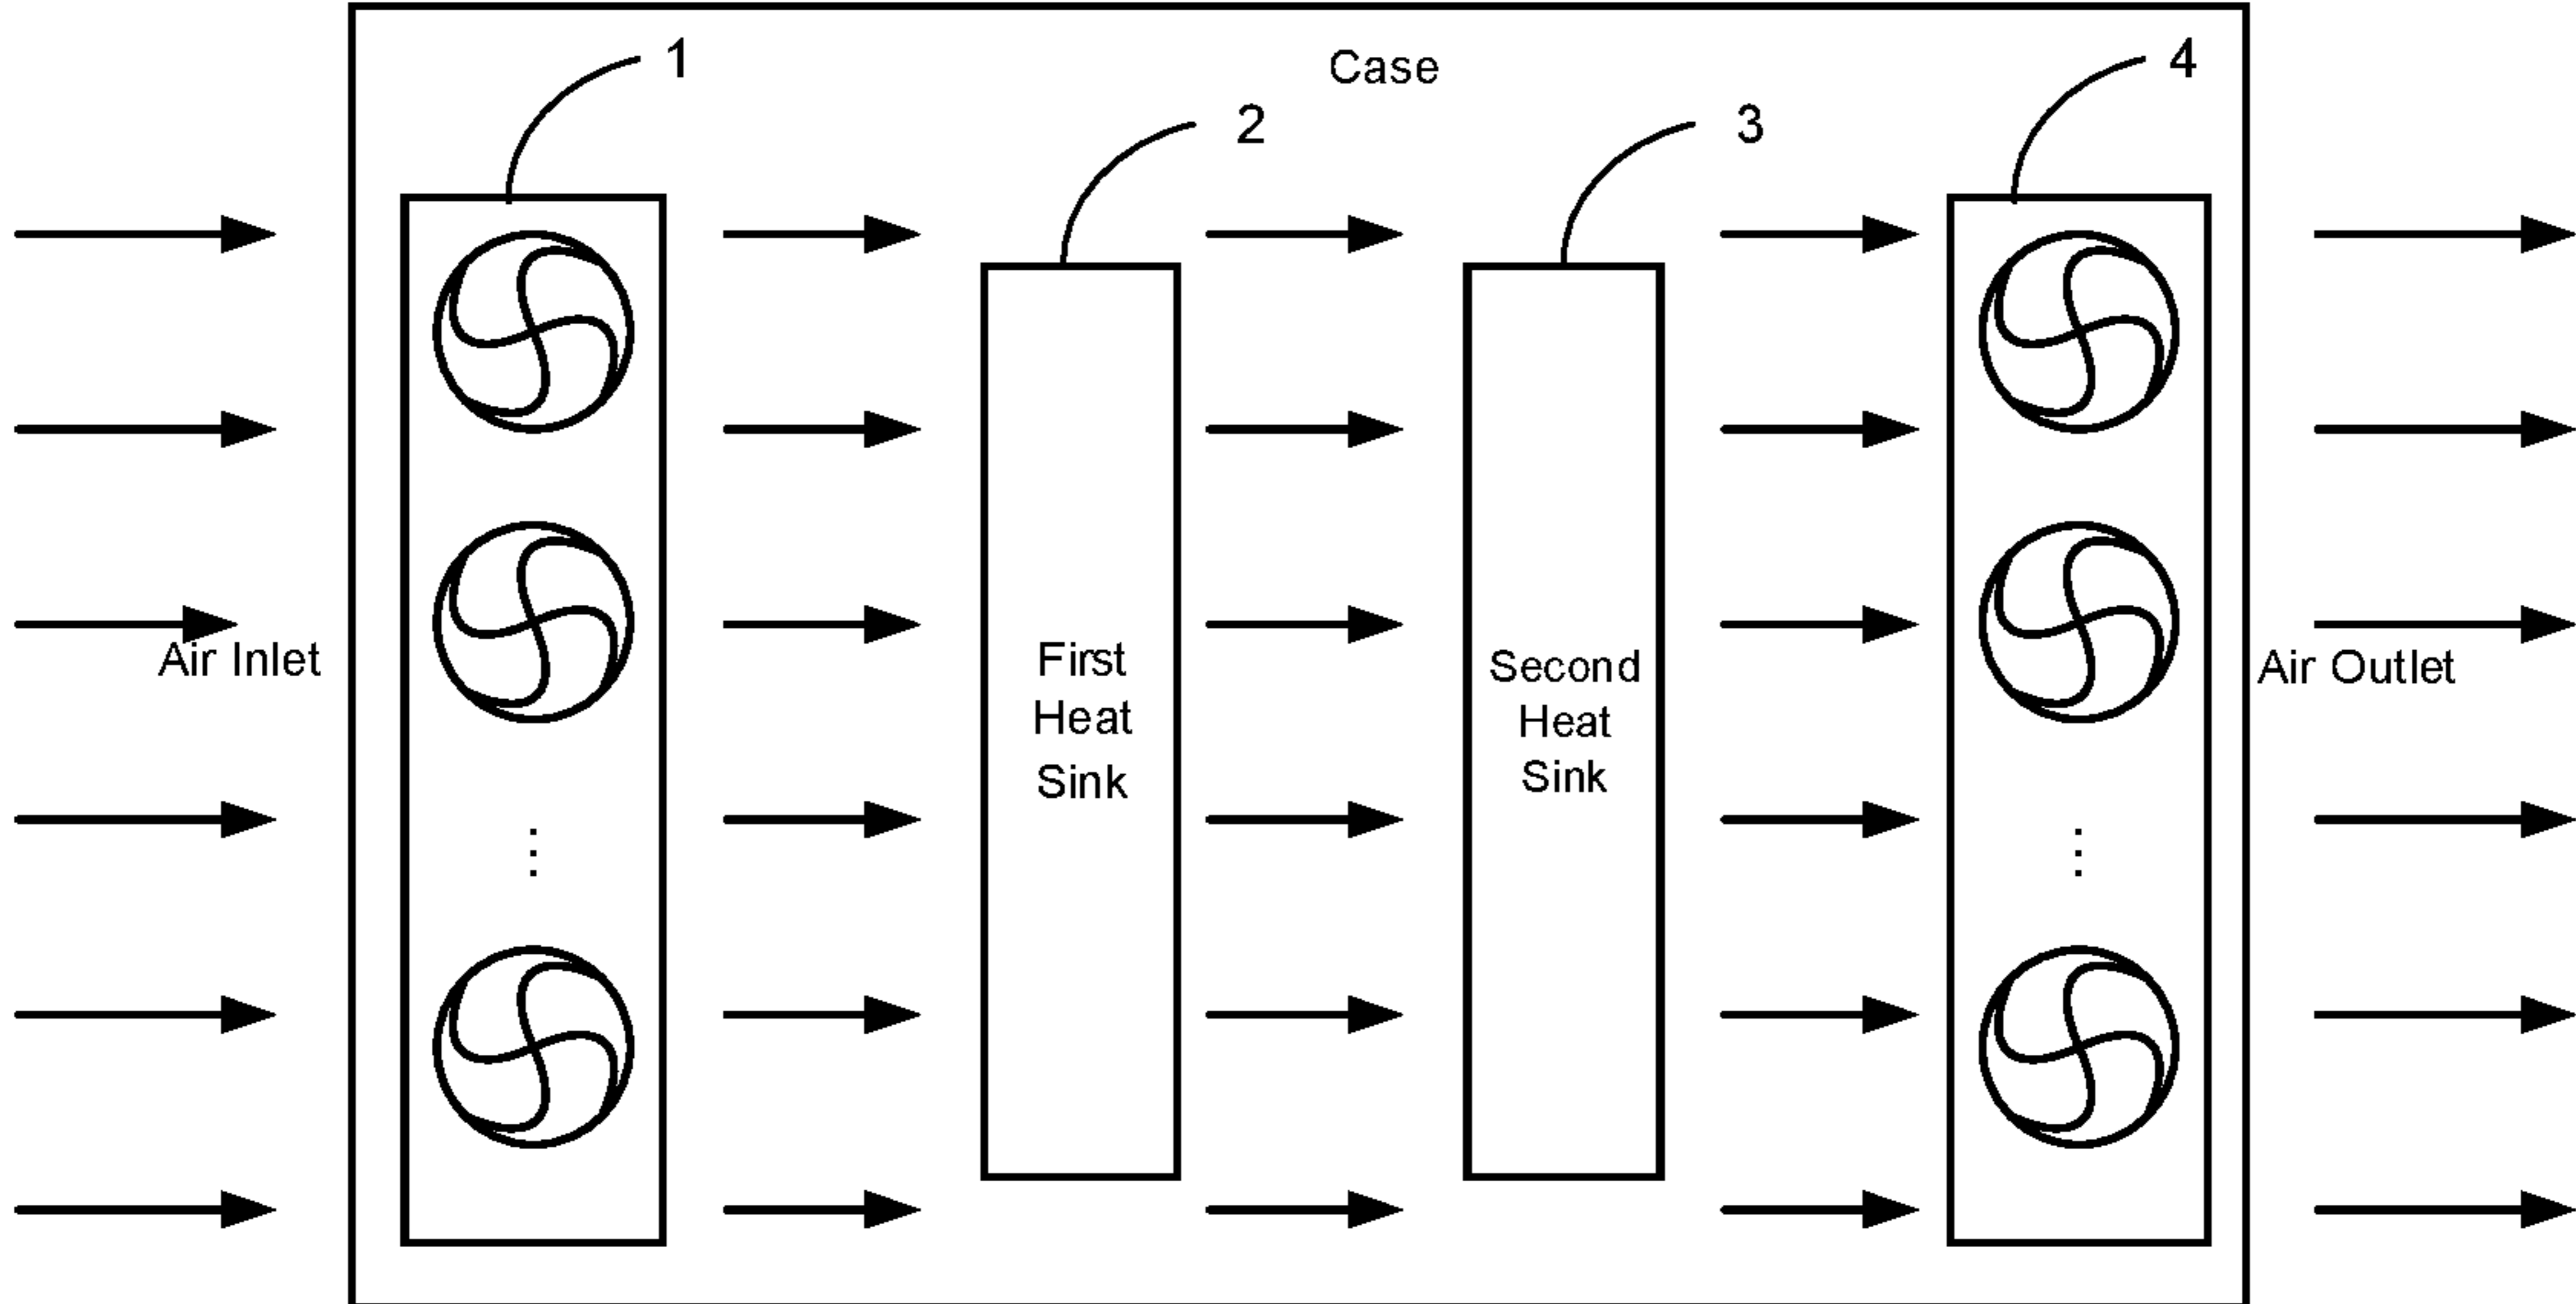 Case
1
2
3
4
Air Inlet
First
Heat
Sink
Second
Heat
Sink
Air Outlet